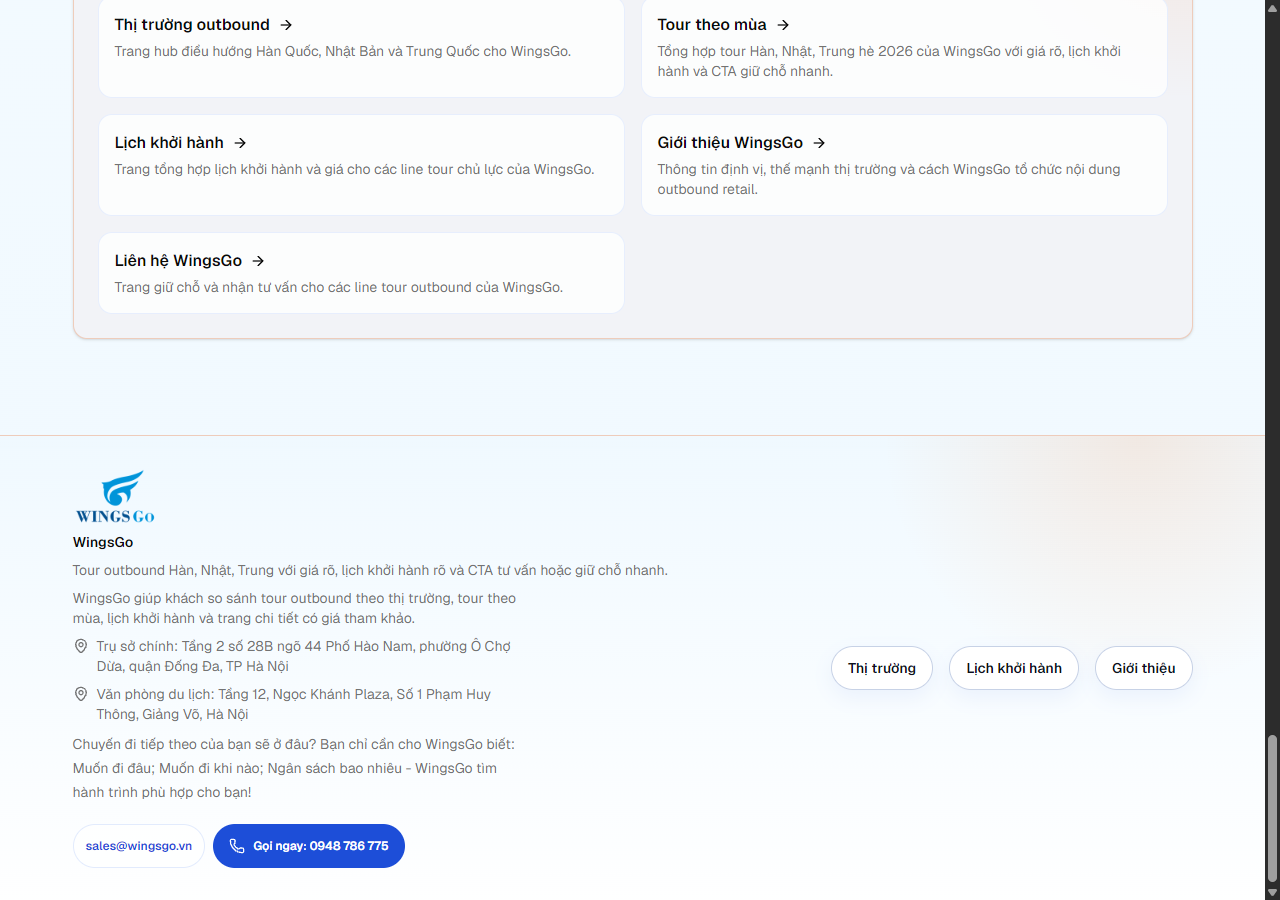 Thị trường outbound →
Trang hub điều hướng Hàn Quốc, Nhật Bản và Trung Quốc cho WingsGo.
Tour theo mùa →
Tổng hợp tour Hàn, Nhật, Trung hè 2026 của WingsGo với giá rõ, lịch khởi
hành và CTA giữ chỗ nhanh.
Lịch khởi hành →
Trang tổng hợp lịch khởi hành và giá cho các line tour chủ lực của WingsGo.
Giới thiệu WingsGo →
Thông tin định vị, thế mạnh thị trường và cách WingsGo tổ chức nội dung
outbound retail.
Liên hệ WingsGo →
Trang giữ chỗ và nhận tư vấn cho các line tour outbound của WingsGo.
WINGS GO
WingsGo
Tour outbound Hàn, Nhật, Trung với giá rõ, lịch khởi hành rõ và CTA tư vấn hoặc giữ chỗ nhanh.
WingsGo giúp khách so sánh tour outbound theo thị trường, tour theo
mùa, lịch khởi hành và trang chi tiết có giá tham khảo.
Trụ sở chính: Tầng 2 số 28B ngõ 44 Phố Hào Nam, phường Ô Chợ
Dừa, quận Đống Đa, TP Hà Nội
Văn phòng du lịch: Tầng 12, Ngọc Khánh Plaza, Số 1 Phạm Huy
Thông, Giảng Võ, Hà Nội
Chuyến đi tiếp theo của bạn sẽ ở đâu? Bạn chỉ cần cho WingsGo biết:
Muốn đi đâu; Muốn đi khi nào; Ngân sách bao nhiêu - WingsGo tìm
hành trình phù hợp cho bạn!
sales@wingsgo.vn
Gọi ngay: 0948 786 775
Thị trường
Lịch khởi hành
Giới thiệu